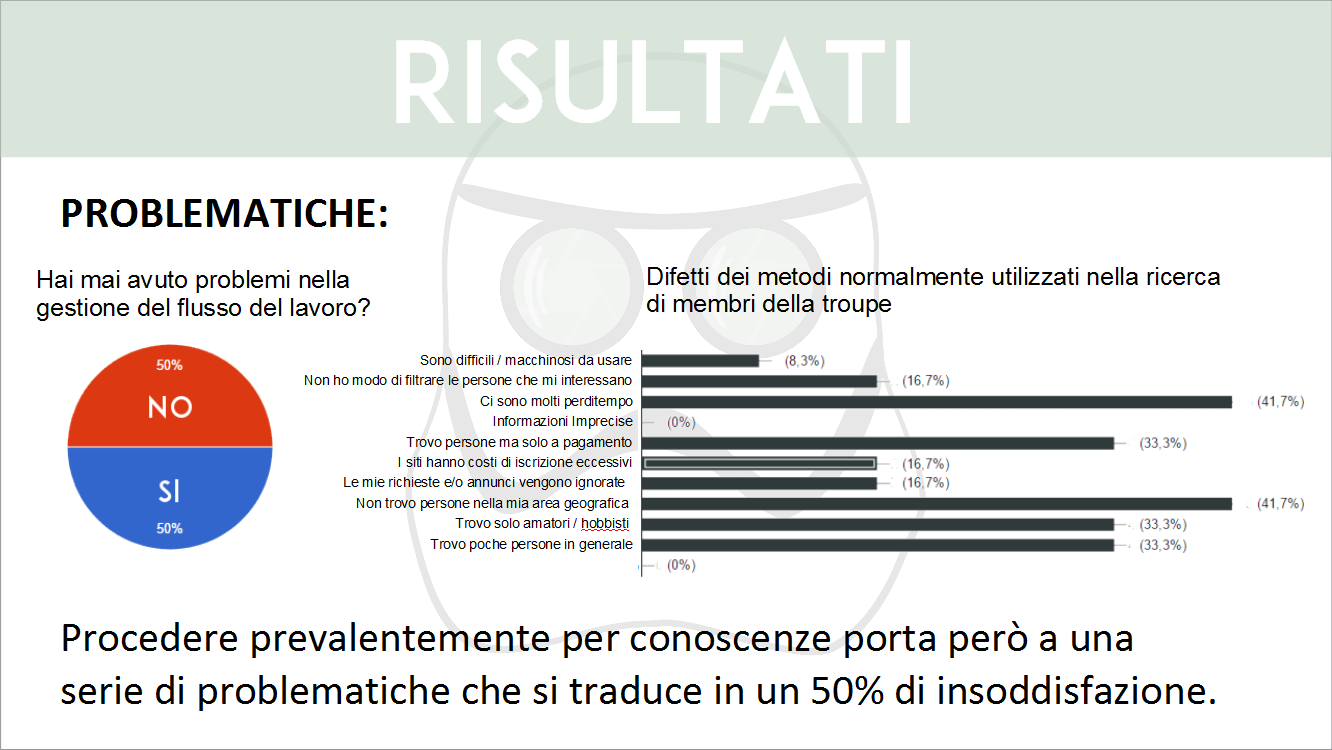 RISULTATI
PROBLEMATICHE:
Hai mai avuto problemi nella
gestione del flusso del lavoro?
50%
NO
SI
50%
Difetti dei metodi normalmente utilizzati nella ricerca
di membri della troupe
Sono difficili / macchinosi da usare (8,3%)
Non ho modo di filtrare le persone che mi interessano (16,7%)
Ci sono molti perditempo (41,7%)
Informazioni Imprecise (0%)
Trovo persone ma solo a pagamento (33,3%)
I siti hanno costi di iscrizione eccessivi (16,7%)
Le mie richieste e/o annunci vengono ignorate (16,7%)
Non trovo persone nella mia area geografica (41,7%)
Trovo solo amatori / hobbisti (33,3%)
Trovo poche persone in generale (33,3%)
(0%)
Procedere prevalentemente per conoscenze porta però a una
serie di problematiche che si traduce in un 50% di insoddisfazione.